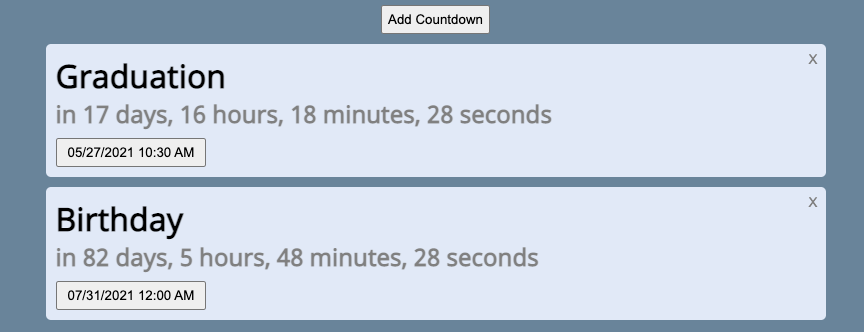 Add Countdown
x
Graduation
in 17 days, 16 hours, 18 minutes, 28 seconds
05/27/2021 10:30 AM
x
Birthday
in 82 days, 5 hours, 48 minutes, 28 seconds
07/31/2021 12:00 AM